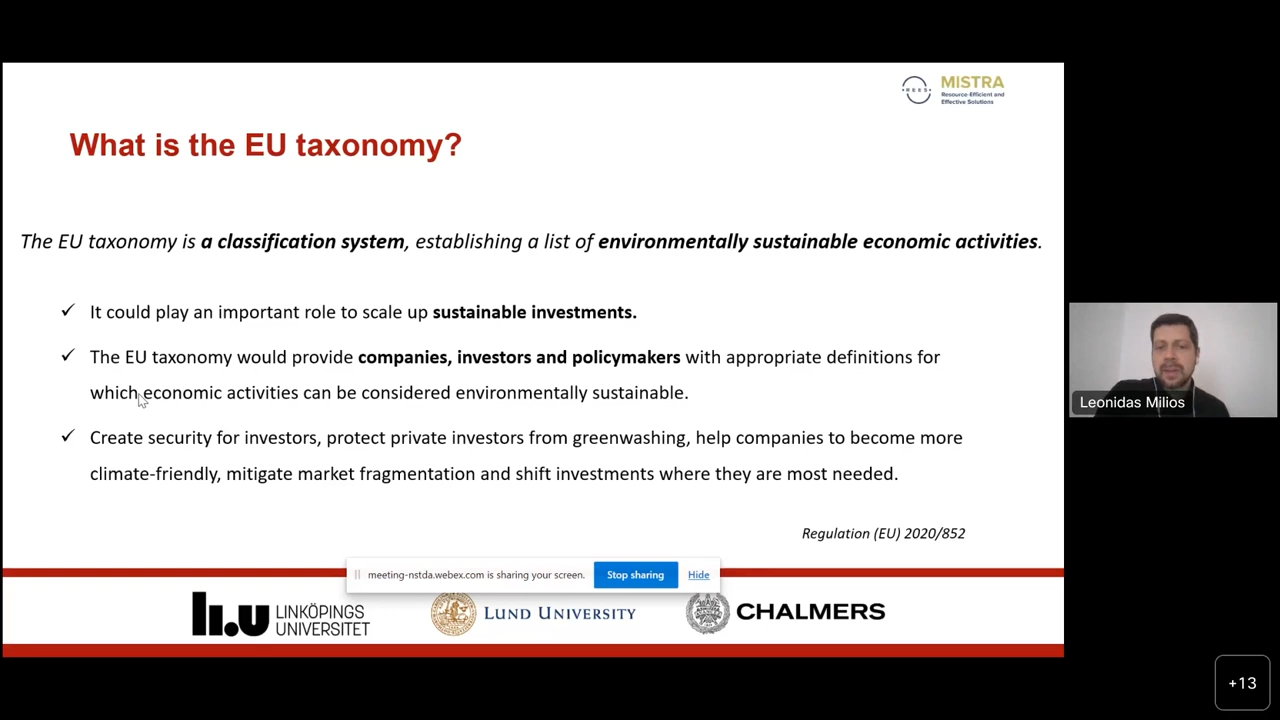 REES
MISTRA
Resource-Efficient and
Effective Solutions
What is the EU taxonomy?
The EU taxonomy is a classification system, establishing a list of environmentally sustainable economic activities.
✓ It could play an important role to scale up sustainable investments.
✓ The EU taxonomy would provide companies, investors and policymakers with appropriate definitions for
which economic activities can be considered environmentally sustainable.
✓ Create security for investors, protect private investors from greenwashing, help companies to become more
climate-friendly, mitigate market fragmentation and shift investments where they are most needed.
Regulation (EU) 2020/852
meeting-nstda.webex.com is sharing your screen. Stop sharing Hide
LINKÖPINGS
UNIVERSITET
LUND UNIVERSITY
CHALMERS
Leonidas Milios
+13